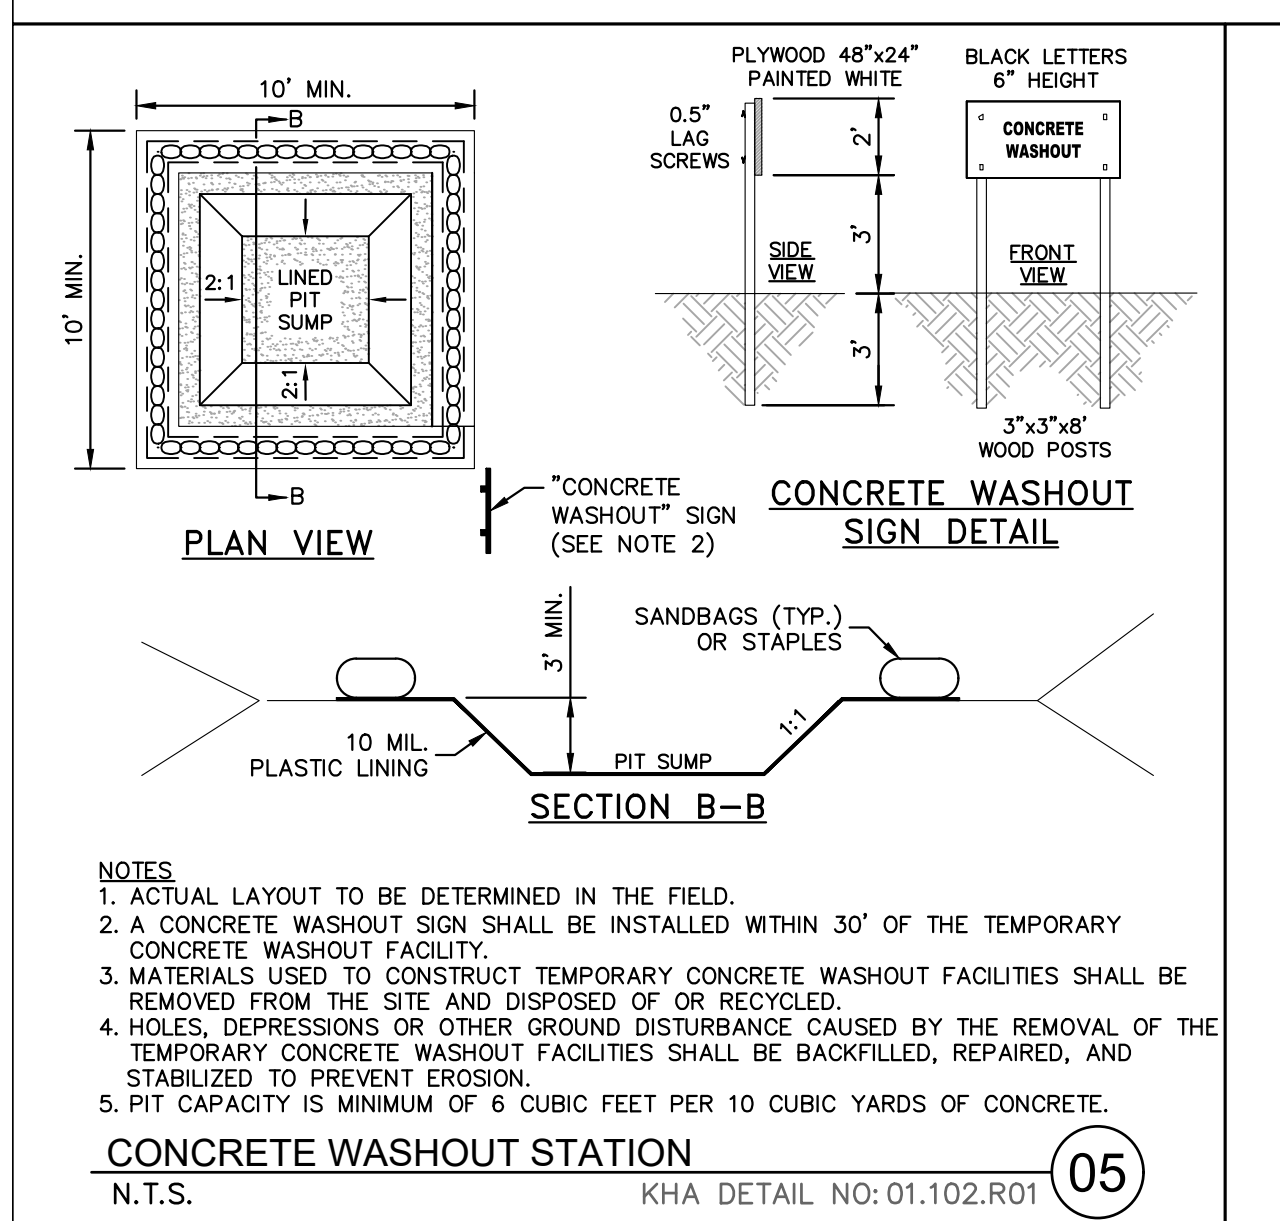 10' MIN.
B
10' MIN.
2:1
LINED
PIT
SUMP
2:1
B
PLAN VIEW
"CONCRETE
WASHOUT" SIGN
(SEE NOTE 2)
PLYWOOD 48"x24"
PAINTED WHITE
0.5"
LAG
SCREWS
2'
3'
3'
SIDE
VIEW
BLACK LETTERS
6" HEIGHT
CONCRETE
WASHOUT
FRONT
VIEW
3"x3"x8'
WOOD POSTS
CONCRETE WASHOUT
SIGN DETAIL
3' MIN.
SANDBAGS (TYP.)
OR STAPLES
10 MIL.
PLASTIC LINING
PIT SUMP
1:1
SECTION B-B
NOTES
1. ACTUAL LAYOUT TO BE DETERMINED IN THE FIELD.
2. A CONCRETE WASHOUT SIGN SHALL BE INSTALLED WITHIN 30' OF THE TEMPORARY
CONCRETE WASHOUT FACILITY.
3. MATERIALS USED TO CONSTRUCT TEMPORARY CONCRETE WASHOUT FACILITIES SHALL BE
REMOVED FROM THE SITE AND DISPOSED OF OR RECYCLED.
4. HOLES, DEPRESSIONS OR OTHER GROUND DISTURBANCE CAUSED BY THE REMOVAL OF THE
TEMPORARY CONCRETE WASHOUT FACILITIES SHALL BE BACKFILLED, REPAIRED, AND
STABILIZED TO PREVENT EROSION.
5. PIT CAPACITY IS MINIMUM OF 6 CUBIC FEET PER 10 CUBIC YARDS OF CONCRETE.
CONCRETE WASHOUT STATION
05
N.T.S.
KHA DETAIL NO: 01.102.R01